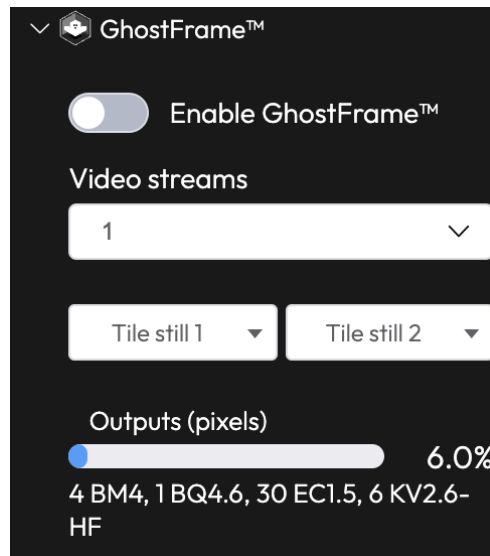 GhostFrame™
Enable GhostFrame™
Video streams
1
Tile still 1
Tile still 2
Outputs (pixels)
6.0%
4 BM4, 1 BQ4.6, 30 EC1.5, 6 KV2.6-
HF